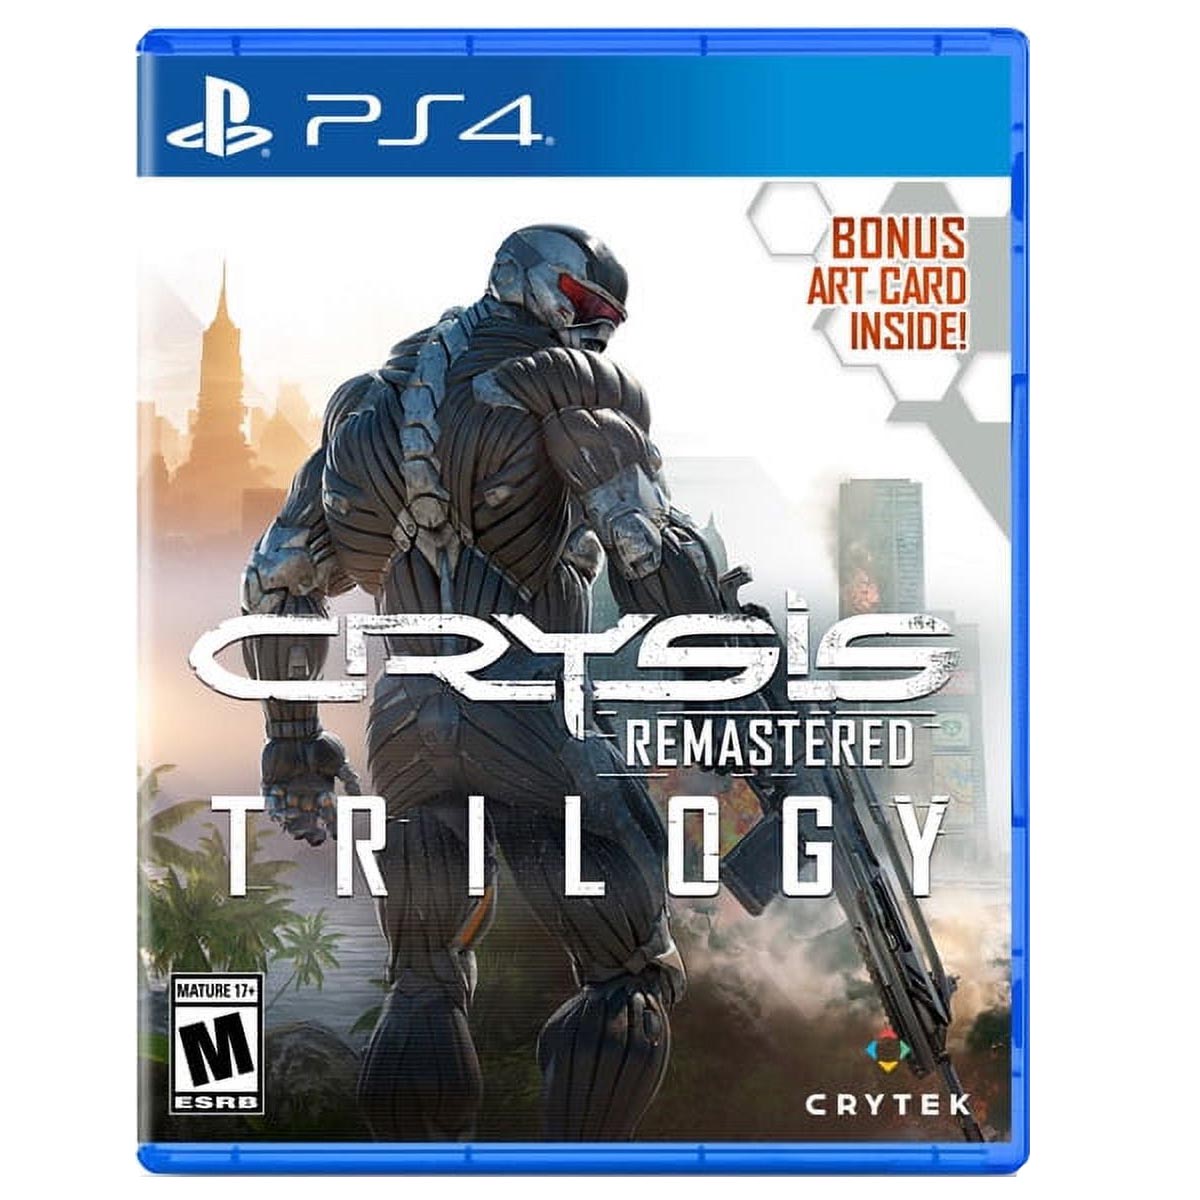 PS4
BONUS
ART CARD
INSIDE!
CRYSIS
REMASTERED
TRILOGY
MATURE 17+
M
ESRB
CRYTEK